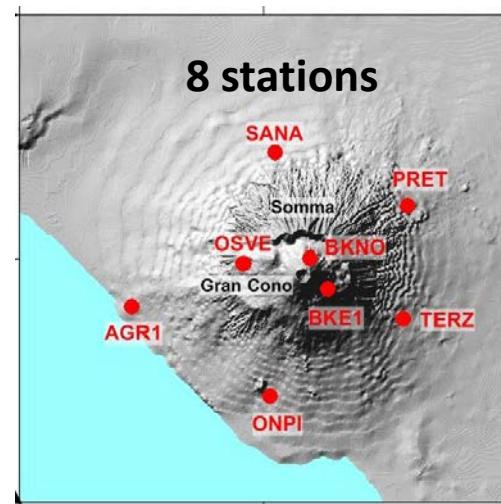 8 stations
SANA
PRET
Somma
OSVE
BKNO
Gran Cono
BKE1
TERZ
AGR1
ONPI